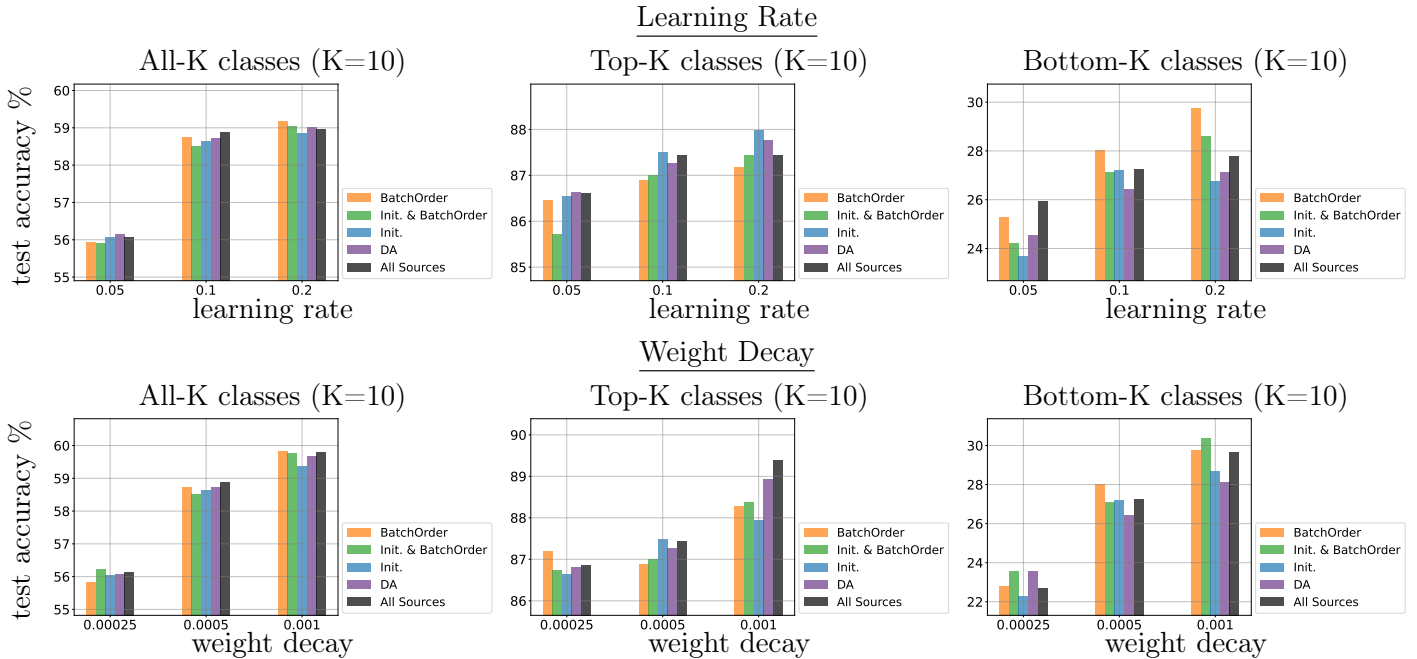 Learning Rate
All-K classes (K=10)
Top-K classes (K=10)
Bottom-K classes (K=10)
test accuracy %
60
59
58
57
56
55
0.05
0.1
0.2
learning rate
BatchOrder
Init. & BatchOrder
Init.
DA
All Sources
88
87
86
85
0.05
0.1
0.2
learning rate
BatchOrder
Init. & BatchOrder
Init.
DA
All Sources
30
28
26
24
0.05
0.1
0.2
learning rate
BatchOrder
Init. & BatchOrder
Init.
DA
All Sources
Weight Decay
All-K classes (K=10)
Top-K classes (K=10)
Bottom-K classes (K=10)
test accuracy %
60
59
58
57
56
55
0.00025
0.0005
0.001
weight decay
BatchOrder
Init. & BatchOrder
Init.
DA
All Sources
90
89
88
87
86
0.00025
0.0005
0.001
weight decay
BatchOrder
Init. & BatchOrder
Init.
DA
All Sources
30
28
26
24
22
0.00025
0.0005
0.001
weight decay
BatchOrder
Init. & BatchOrder
Init.
DA
All Sources